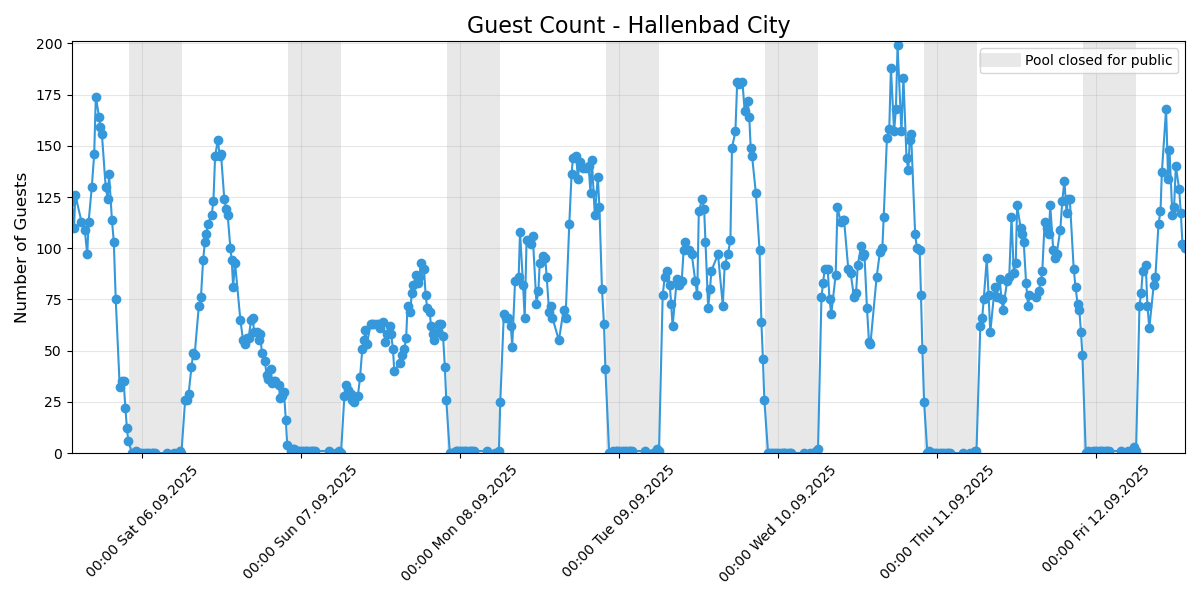 Guest Count - Hallenbad City
Pool closed for public
Number of Guests
200
175
150
125
100
75
50
25
0
00:00 Sat 06.09.2025
00:00 Sun 07.09.2025
00:00 Mon 08.09.2025
00:00 Tue 09.09.2025
00:00 Wed 10.09.2025
00:00 Thu 11.09.2025
00:00 Fri 12.09.2025